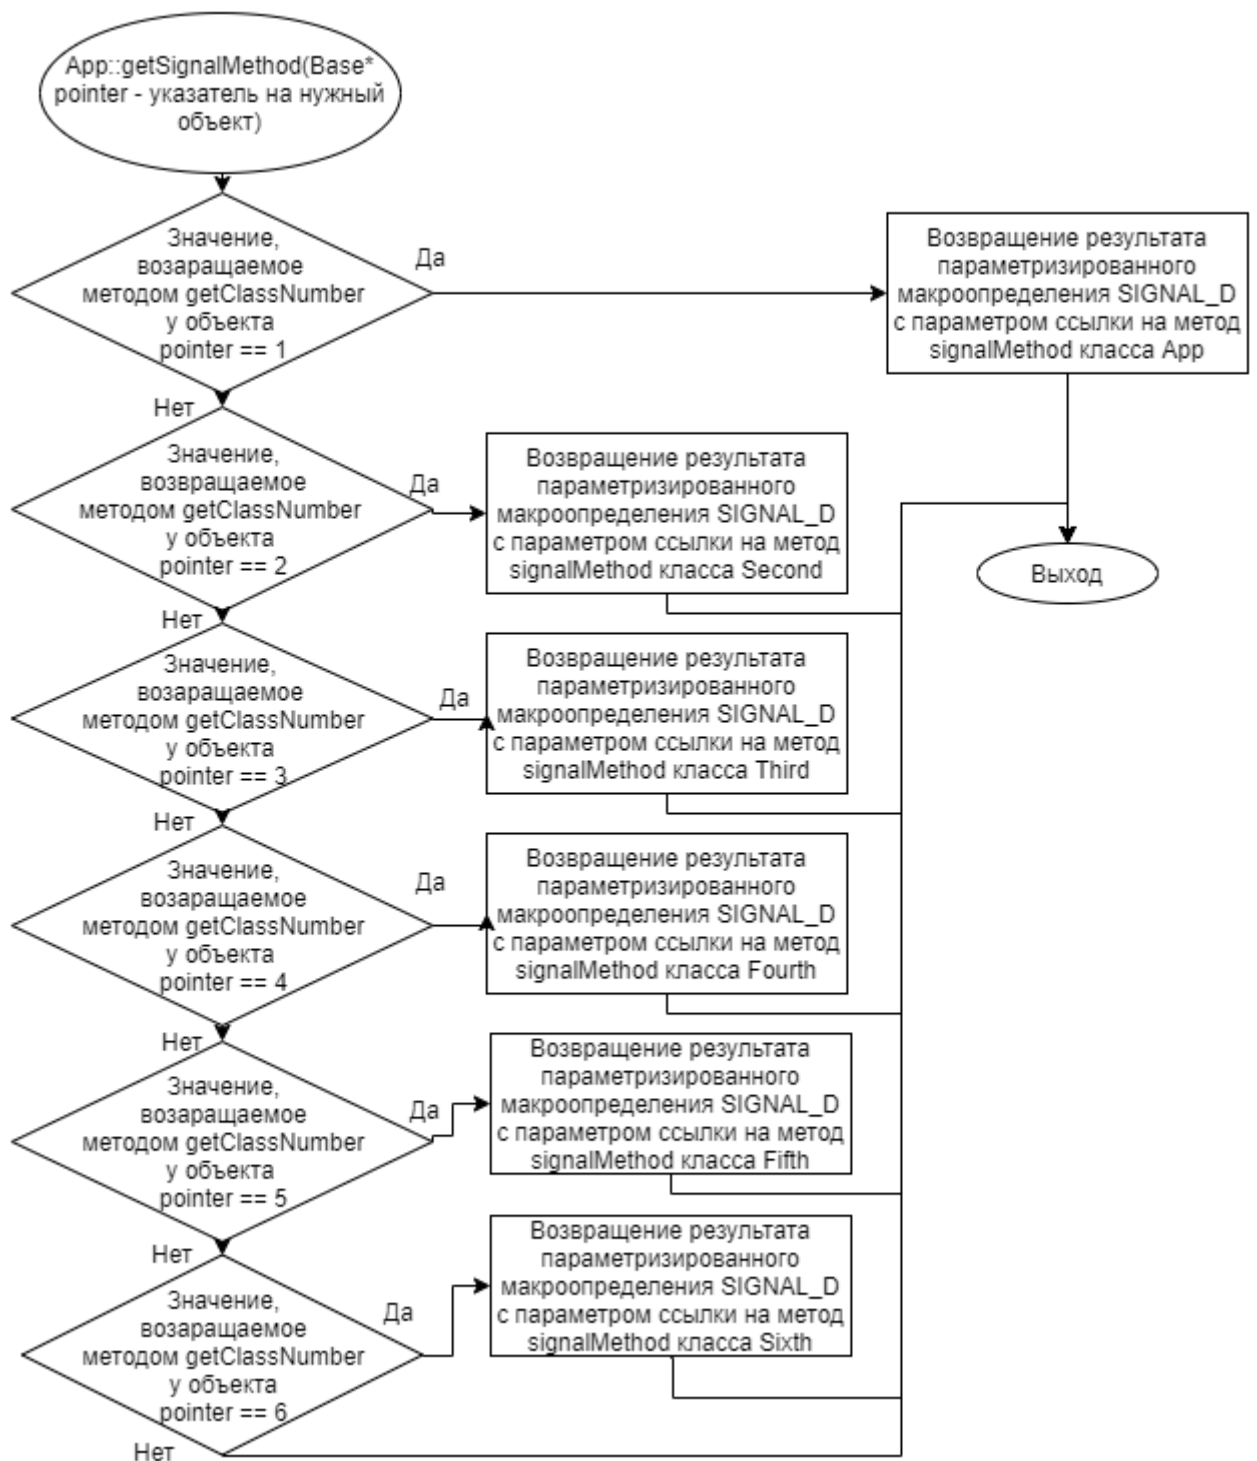 App::getSignalMethod(Base*
pointer - указатель на нужный
объект)
Значение,
возаращаемое
методом getClassNumber
у объекта
pointer == 1
Да
Возвращение результата
параметризированного
макроопределения SIGNAL_D
с параметром ссылки на метод
signalMethod класса App
Нет
Значение,
возвращаемое
методом getClassNumber
у объекта
pointer == 2
Да
Возвращение результата
параметризированного
макроопределения SIGNAL_D
с параметром ссылки на метод
signalMethod класса Second
Выход
Нет
Значение,
возаращаемое
методом getClassNumber
у объекта
pointer == 3
Да
Возвращение результата
параметризированного
макроопределения SIGNAL_D
с параметром ссылки на метод
signalMethod класса Third
Нет
Значение,
возаращаемое
методом getClassNumber
у объекта
pointer == 4
Да
Возвращение результата
параметризированного
макроопределения SIGNAL_D
с параметром ссылки на метод
signalMethod класса Fourth
Нет
Значение,
возаращаемое
методом getClassNumber
у объекта
pointer == 5
Да
Возвращение результата
параметризированного
макроопределения SIGNAL_D
с параметром ссылки на метод
signalMethod класса Fifth
Нет
Значение,
возаращаемое
методом getClassNumber
у объекта
pointer == 6
Да
Возвращение результата
параметризированного
макроопределения SIGNAL_D
с параметром ссылки на метод
signalMethod класса Sixth
Нет